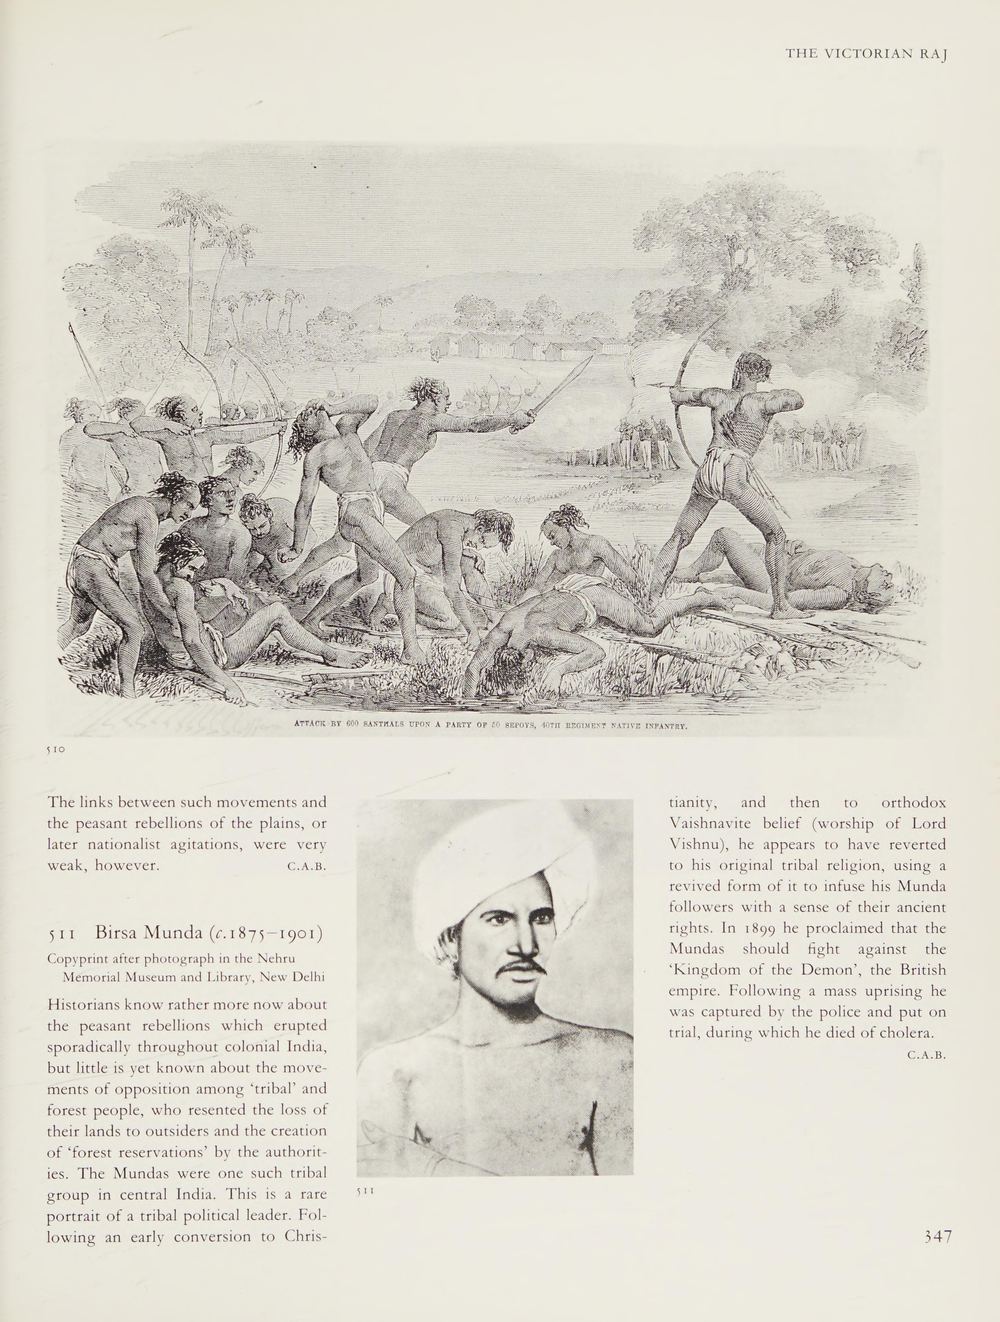 THE VICTORIAN RAJ
ATTACK BY 600 SANTHALS UPON A PARTY OF 50 SEPOYS, 40TH REGIMENT NATIVE INFANTRY.
510
The links between such movements and
the peasant rebellions of the plains, or
later nationalist agitations, were very
weak, however. C.A.B.
511 Birsa Munda (c.1875–1901)
Copyprint after photograph in the Nehru
Memorial Museum and Library, New Delhi
Historians know rather more now about
the peasant rebellions which erupted
sporadically throughout colonial India,
but little is yet known about the move-
ments of opposition among ‘tribal’ and
forest people, who resented the loss of
their lands to outsiders and the creation
of ‘forest reservations’ by the authorit-
ies. The Mundas were one such tribal
group in central India. This is a rare
portrait of a tribal political leader. Fol-
lowing an early conversion to Chris-
511
tianity, and then to orthodox
Vaishnavite belief (worship of Lord
Vishnu), he appears to have reverted
to his original tribal religion, using a
revived form of it to infuse his Munda
followers with a sense of their ancient
rights. In 1899 he proclaimed that the
Mundas should fight against the
‘Kingdom of the Demon’, the British
empire. Following a mass uprising he
was captured by the police and put on
trial, during which he died of cholera.
C.A.B.
347